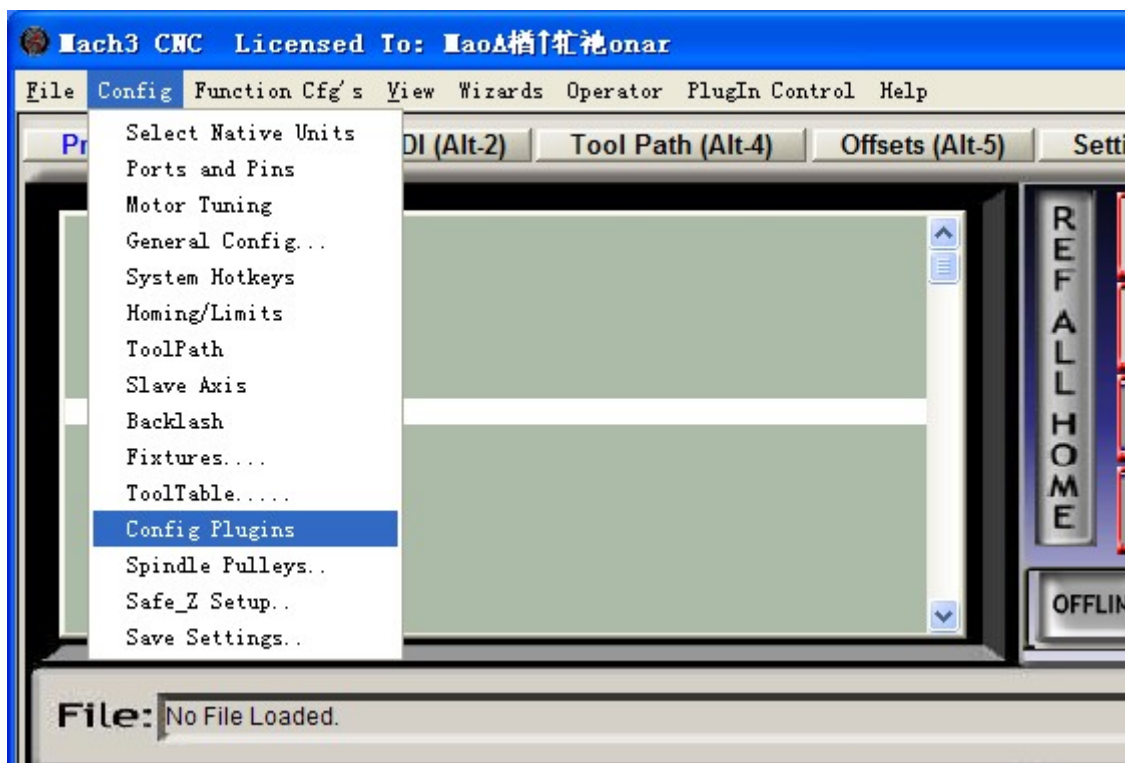 Mach3 CNC Licensed To:
File Config Function Cfg's View Wizards Operator PlugIn Control Help
Select Native Units
Ports and Pins
Motor Tuning
General Config...
System Hotkeys
Homing/Limits
ToolPath
Slave Axis
Backlash
Fixtures....
ToolTable.....
Config Plugins
Spindle Pulleys..
Safe_Z Setup..
Save Settings..
(Alt-2) Tool Path (Alt-4) Offsets (Alt-5)
REF ALL HOME
File: No File Loaded.